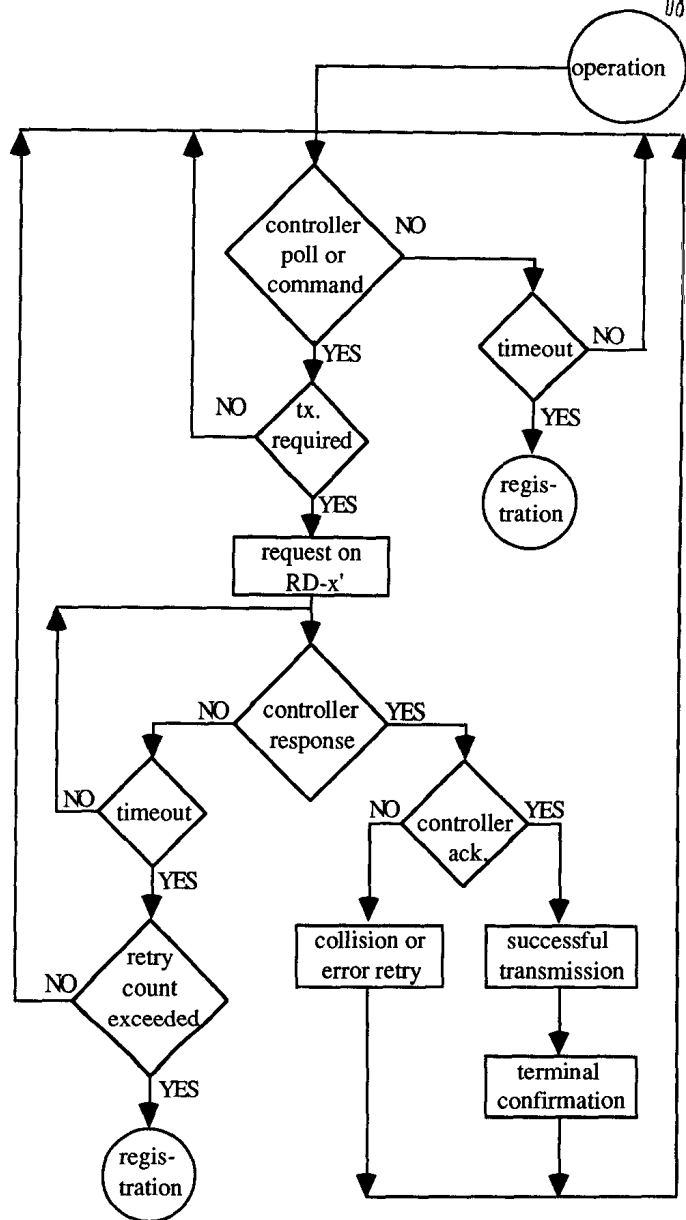 operation
controller
poll or
command
NO
YES
timeout
NO
YES
regis-
tration
NO
tx.
required
YES
request on
RD-x'
controller
response
NO
YES
NO
timeout
YES
NO
controller
ack.
YES
collision or
error retry
successful
transmission
NO
retry
count
exceeded
YES
terminal
confirmation
regis-
tration